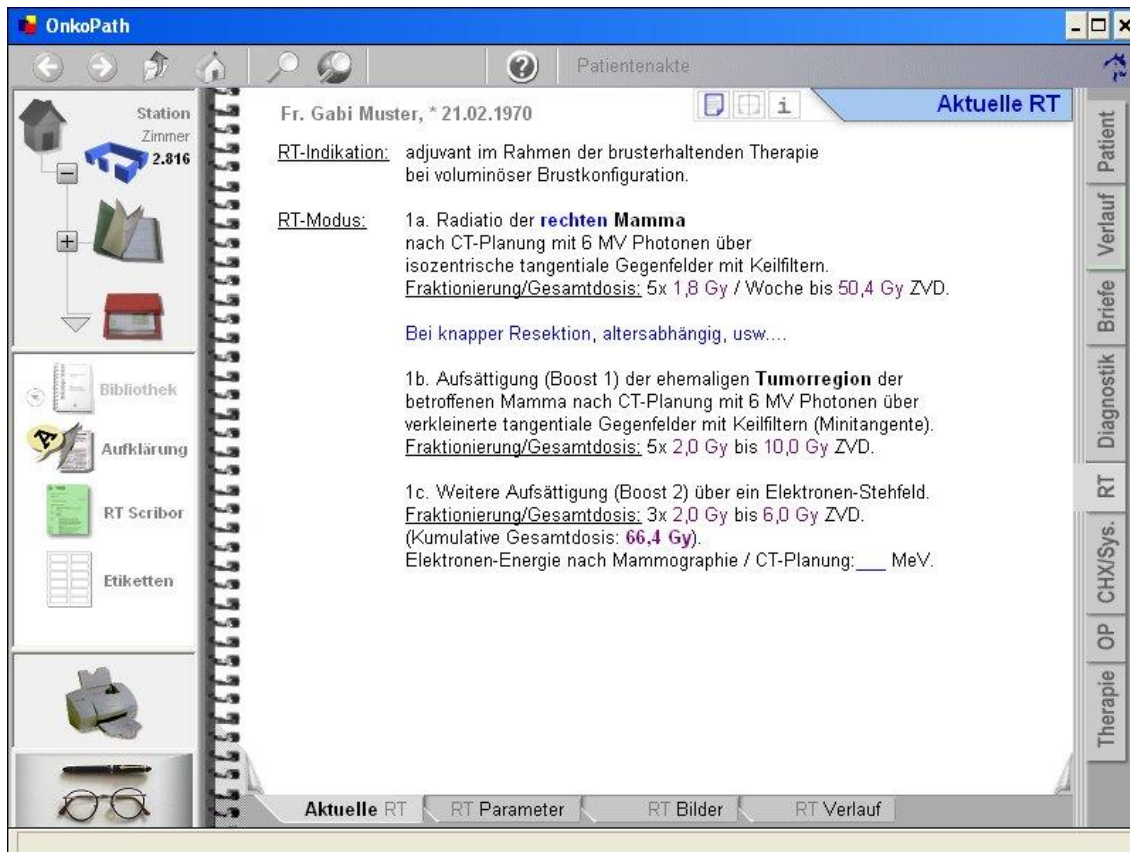 OnkoPath
Patientenakte
Station
Zimmer
2.816
Bibliothek
Aufklärung
RT Scribor
Etiketten
Fr. Gabi Muster, * 21.02.1970
i
Aktuelle RT
RT-Indikation: adjuvant im Rahmen der brusterhaltenden Therapie
bei voluminöser Brustkonfiguration.
RT-Modus: 1a. Radiatio der rechten Mamma
nach CT-Planung mit 6 MV Photonen über
isozentrische tangentiale Gegenfelder mit Keilfiltern.
Fraktionierung/Gesamtdosis: 5x 1,8 Gy / Woche bis 50,4 Gy ZVD.
Bei knapper Resektion, altersabhängig, usw....
1b. Aufsättigung (Boost 1) der ehemaligen Tumorregion der
betroffenen Mamma nach CT-Planung mit 6 MV Photonen über
verkleinerte tangentiale Gegenfelder mit Keilfiltern (Minitangente).
Fraktionierung/Gesamtdosis: 5x 2,0 Gy bis 10,0 Gy ZVD.
1c. Weitere Aufsättigung (Boost 2) über ein Elektronen-Stehfeld.
Fraktionierung/Gesamtdosis: 3x 2,0 Gy bis 6,0 Gy ZVD.
(Kumulative Gesamtdosis: 66,4 Gy).
Elektronen-Energie nach Mammographie / CT-Planung:___ MeV.
Patient
Verlauf
Briefe
Diagnostik
RT
CHX/Sys.
OP
Therapie
Aktuelle RT
RT Parameter
RT Bilder
RT Verlauf